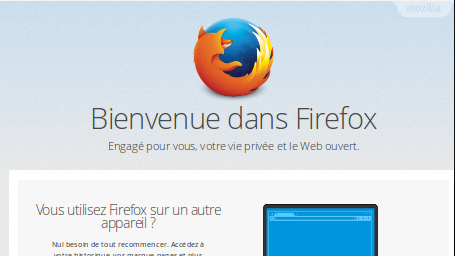 mozilla
Bienvenue dans Firefox
Engagé pour vous, votre vie privée et le Web ouvert.
Vous utilisez Firefox sur un autre
appareil ?
Nul besoin de tout recommencer. Accédez à
votre historique, vos marque-pages et plus